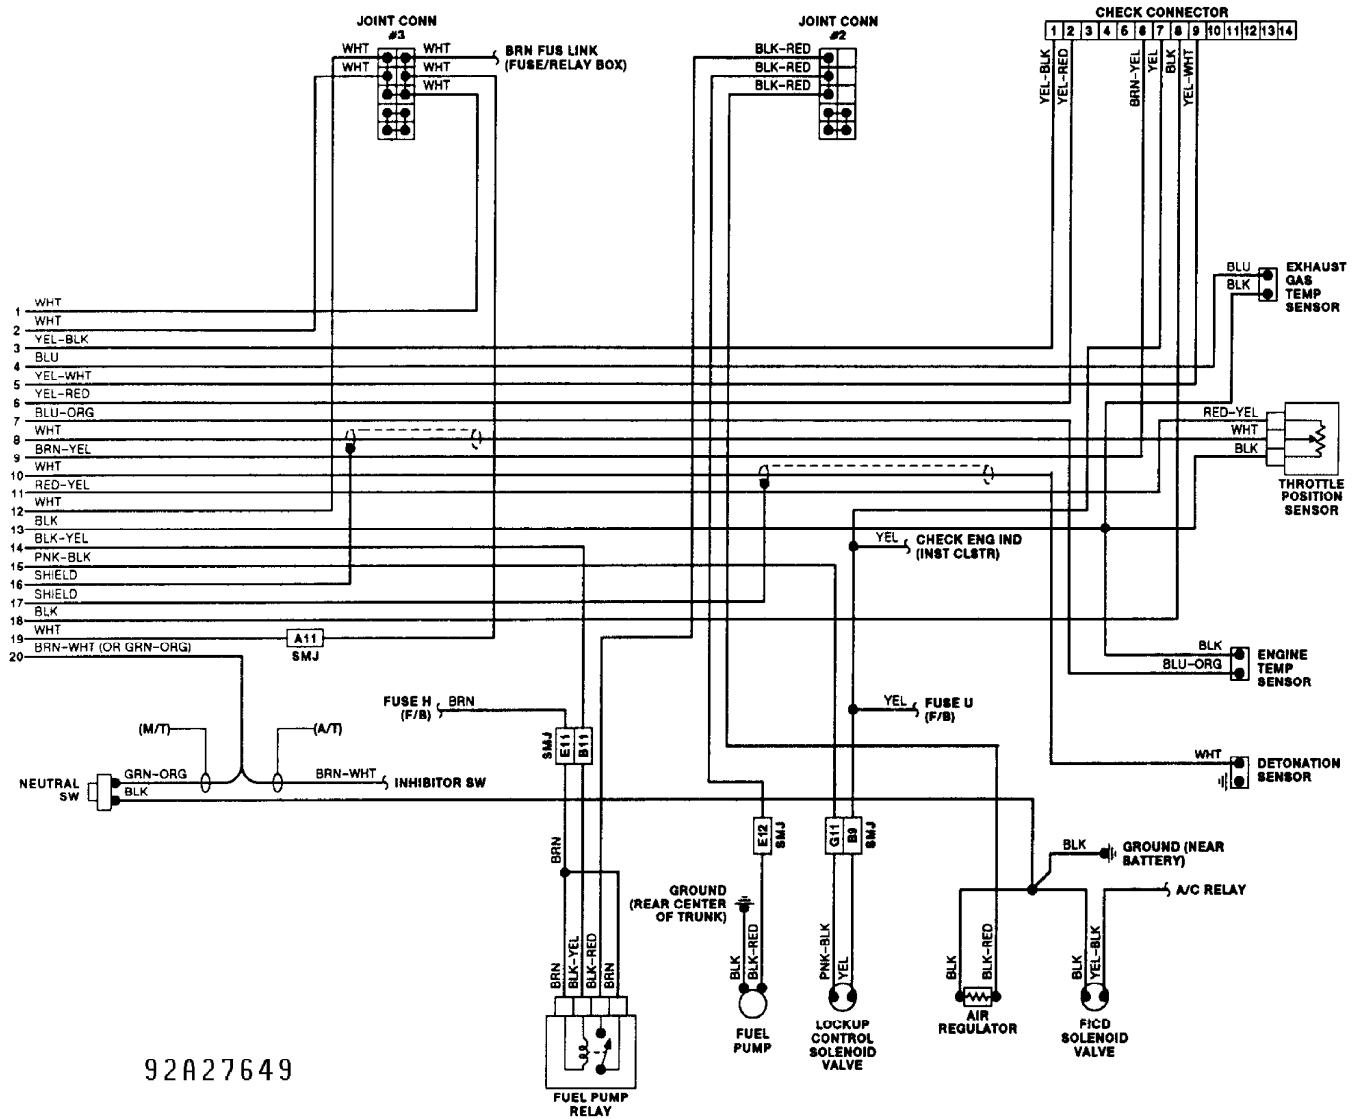 JOINT CONN
#3
JOINT CONN
#2
CHECK CONNECTOR
1 2 3 4 5 6 7 8 9 10 11 12 13 14
WHT
WHT
WHT
WHT
WHT
BRN FUS LINK
(FUSE/RELAY BOX)
BLK-RED
BLK-RED
BLK-RED
YEL-BLK
YEL-RED
BRN-YEL
YEL
BLK
YEL-WHT
BLU
BLK
EXHAUST
GAS
TEMP
SENSOR
1 WHT
2 WHT
3 YEL-BLK
4 BLU
5 YEL-WHT
6 YEL-RED
7 BLU-ORG
8 WHT
9 BRN-YEL
10 WHT
11 RED-YEL
12 WHT
13 BLK
14 BLK-YEL
15 PNK-BLK
16 SHIELD
17 SHIELD
18 BLK
19 WHT
20 BRN-WHT (OR GRN-ORG)
A11
SMJ
RED-YEL
WHT
BLK
THROTTLE
POSITION
SENSOR
YEL
CHECK ENG IND
(INST CLSTR)
BLK
BLU-ORG
ENGINE
TEMP
SENSOR
FUSE H
(F/B)
BRN
YEL
FUSE U
(F/B)
SMJ
E11
B11
(M/T)
(A/T)
WHT
DETONATION
SENSOR
NEUTRAL
SW
GRN-ORG
BLK
BRN-WHT
INHIBITOR SW
E12
SMJ
G11
B9
SMJ
BRN
BLK
GROUND (NEAR
BATTERY)
GROUND
(REAR CENTER
OF TRUNK)
A/C RELAY
BRN
BLK-YEL
BLK-RED
BRN
BLK
BLK-RED
PNK-BLK
YEL
BLK
BLK-RED
BLK
YEL-BLK
FUEL
PUMP
LOCKUP
CONTROL
SOLENOID
VALVE
AIR
REGULATOR
FICD
SOLENOID
VALVE
FUEL PUMP
RELAY
92A27649